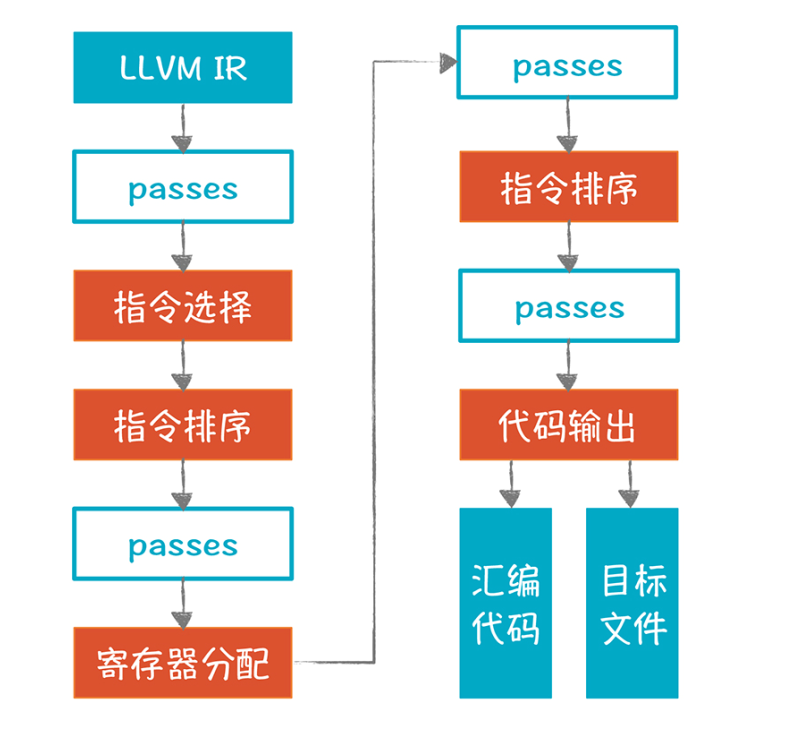 LLVM IR
passes
指令选择
指令排序
passes
寄存器分配
passes
指令排序
passes
代码输出
汇编
代码
目标
文件